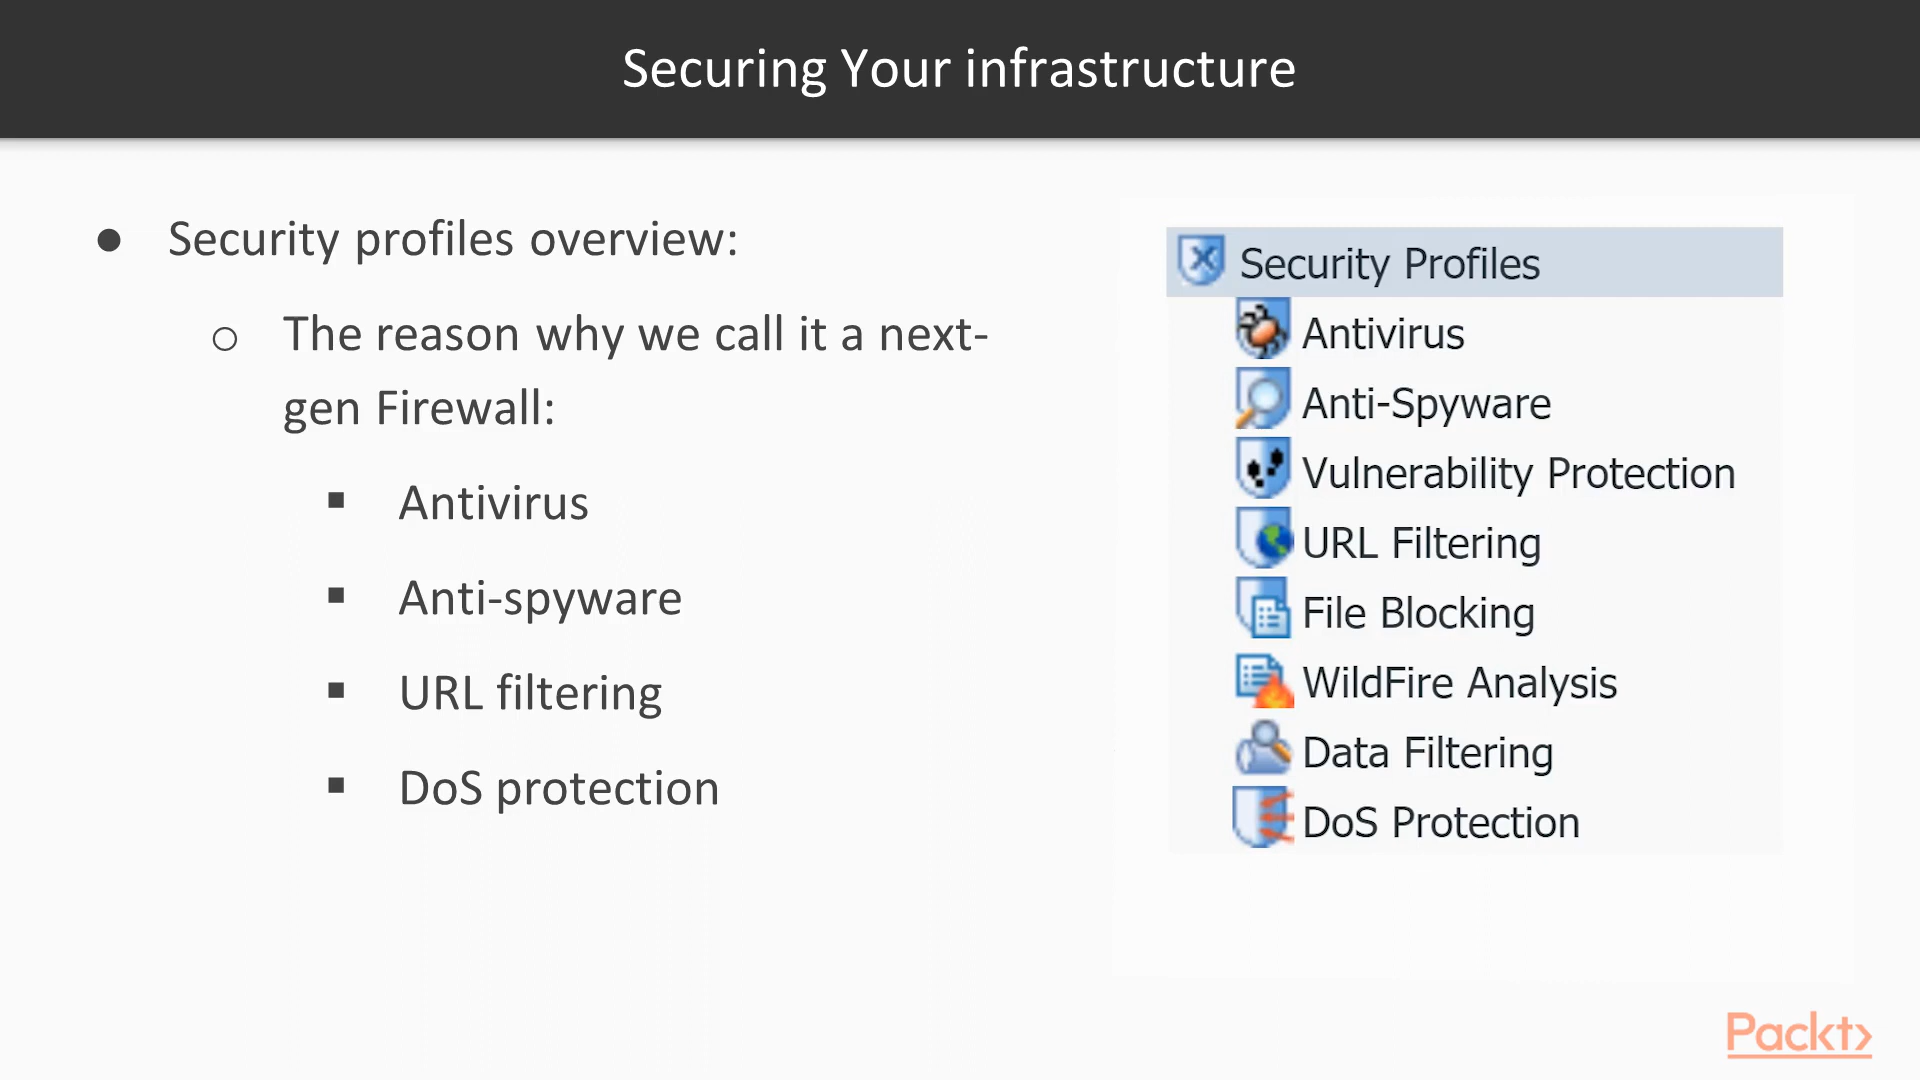 Securing Your infrastructure
● Security profiles overview:
o The reason why we call it a next-
gen Firewall:
▪ Antivirus
▪ Anti-spyware
▪ URL filtering
▪ DoS protection
Security Profiles
Antivirus
Anti-Spyware
Vulnerability Protection
URL Filtering
File Blocking
WildFire Analysis
Data Filtering
DoS Protection
Packt>